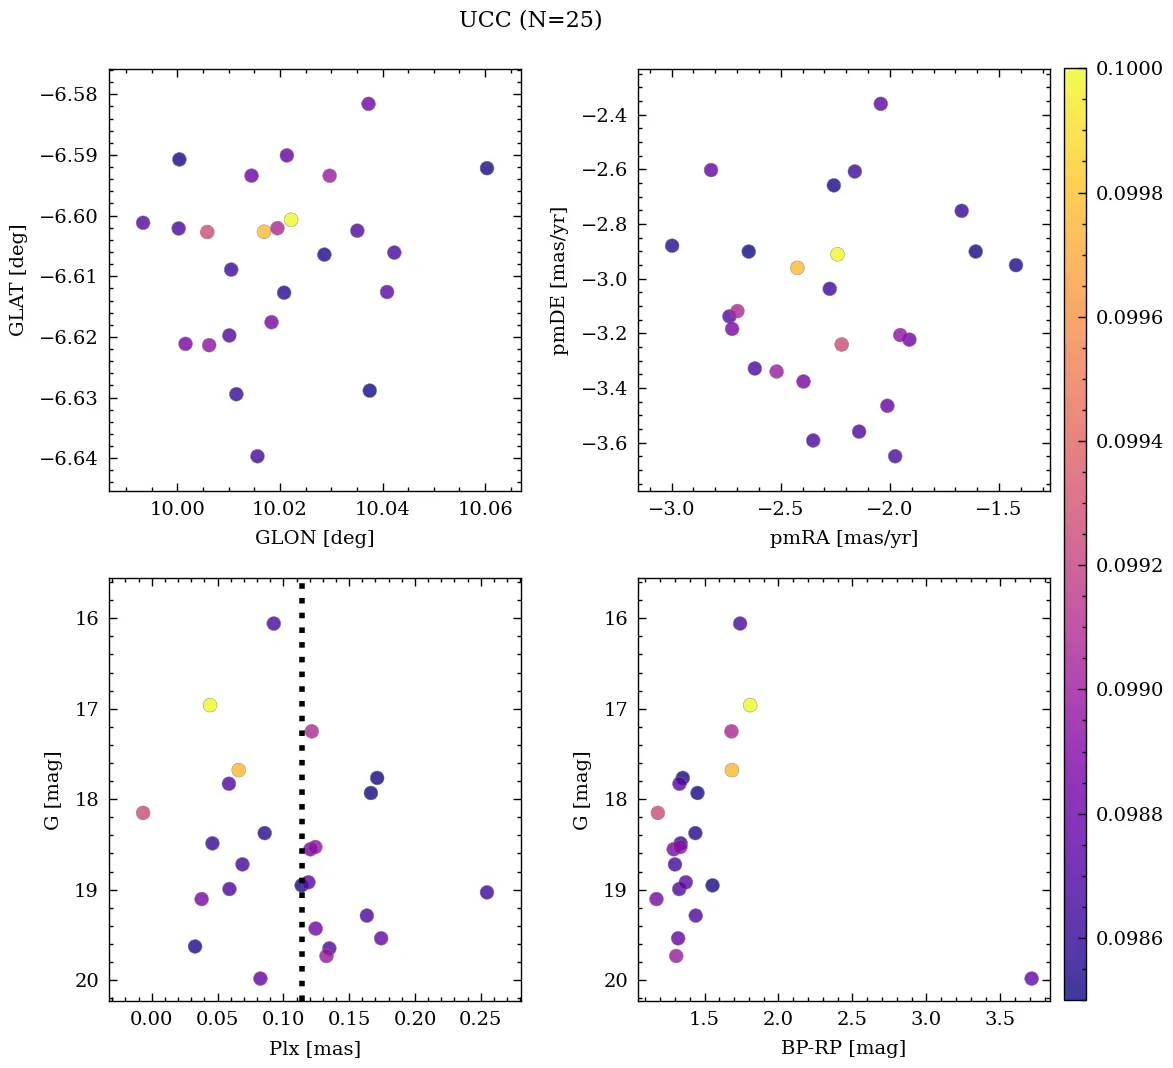 UCC (N=25)
−6.58
−6.59
−6.60
−6.61
−6.62
−6.63
−6.64
GLAT [deg]
10.00 10.02 10.04 10.06
GLON [deg]
−2.4
−2.6
−2.8
−3.0
−3.2
−3.4
−3.6
pmDE [mas/yr]
−3.0 −2.5 −2.0 −1.5
pmRA [mas/yr]
16
17
18
19
20
G [mag]
0.00 0.05 0.10 0.15 0.20 0.25
Plx [mas]
16
17
18
19
20
G [mag]
1.5 2.0 2.5 3.0 3.5
BP-RP [mag]
0.1000
0.0998
0.0996
0.0994
0.0992
0.0990
0.0988
0.0986